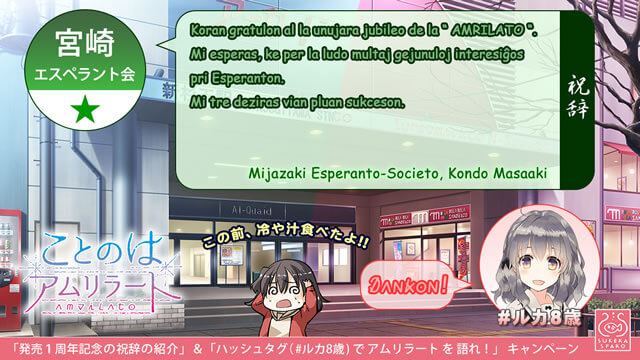 宮崎
エスペラント会
Koran gratulon al la unujara jubileo de la " AMRILATO ".
Mi esperas, ke per la ludo multaj gejunuloj interesiĝos
pri Esperanton.
Mi tre deziras vian pluan sukceson.
Mijazaki Esperanto-Societo, Kondo Masaaki
祝辞
Al-Quaid
この前、冷や汁食べたよ!!
ことのは
アムリラート
AMRILATO
Dankon!
#ルカ8歳
SUKERA
SPARO
「発売1周年記念の祝辞の紹介」&「ハッシュタグ(#ルカ8歳)でアムリラートを語れ!」キャンペーン